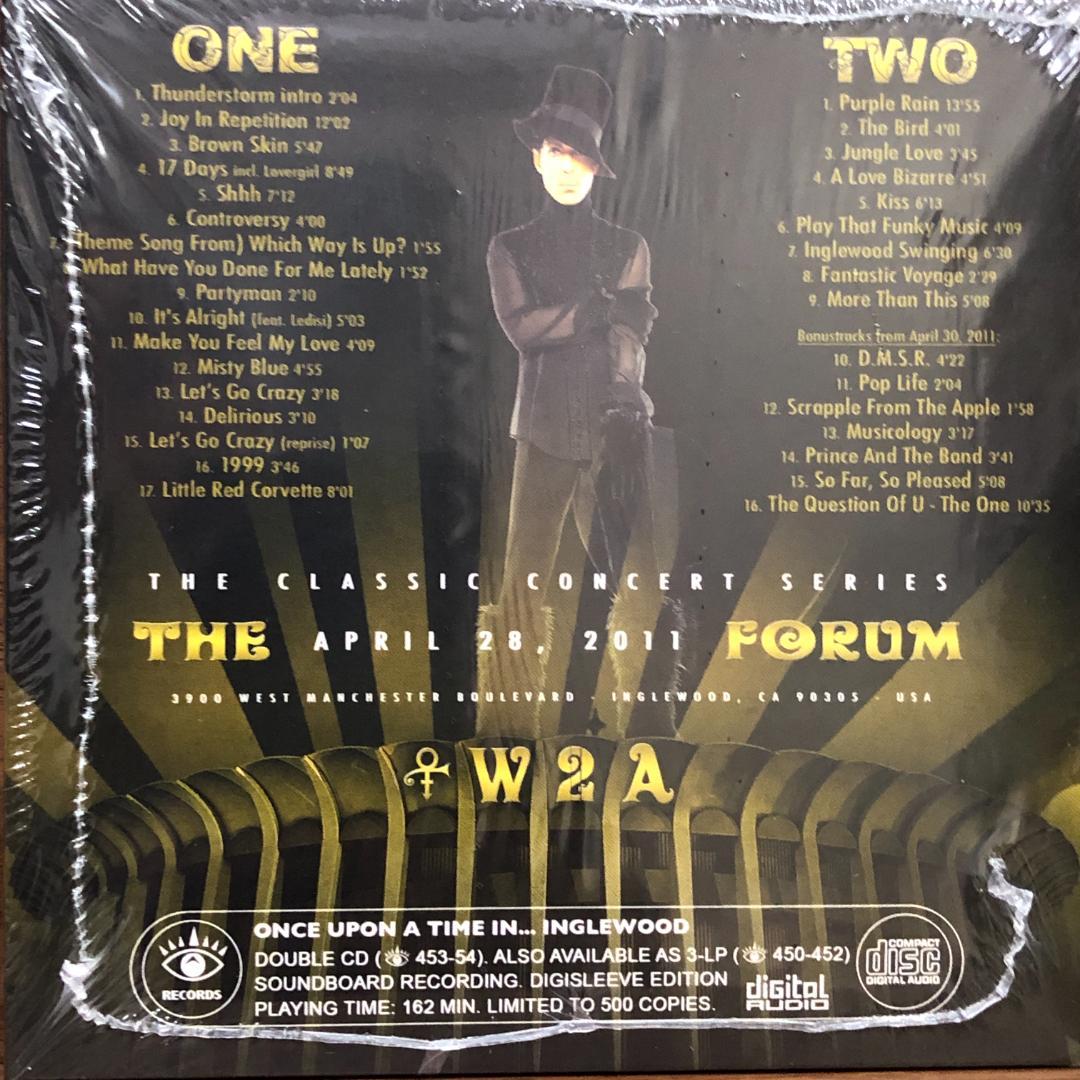 ONE
1. Thunderstorm intro 2'04
2. Joy In Repetition 12'02
3. Brown Skin 5'47
4. 17 Days incl. Lovergirl 8'49
5. Shhh 7'12
6. Controversy 4'00
7. Theme Song From) Which Way Is Up? 1'55
What Have You Done For Me Lately 1'52
9. Partyman 2'10
10. It's Alright (feat. Ledisi) 5'03
11. Make You Feel My Love 4'09
12. Misty Blue 4'55
13. Let's Go Crazy 3'18
14. Delirious 3'10
15. Let's Go Crazy (reprise) 1'07
16. 1999 3'46
17. Little Red Corvette 8'01
TWO
1. Purple Rain 13'55
2. The Bird 4'01
3. Jungle Love 3'45
4. A Love Bizarre 4'51
5. Kiss 6'13
6. Play That Funky Music 4'09
7. Inglewood Swinging 6'30
8. Fantastic Voyage 2'29
9. More Than This 5'08
Bonustracks from April 30, 2011:
10. D.M.S.R. 4'22
11. Pop Life 2'04
12. Scrapple From The Apple 1'58
13. Musicology 3'17
14. Prince And The Band 3'41
15. So Far, So Pleased 5'08
16. The Question Of U - The One 10'35
THE CLASSIC CONCERT SERIES
THE APRIL 28, 2011 FORUM
3900 WEST MANCHESTER BOULEVARD - INGLEWOOD, CA 90305 - USA
W2A
ONCE UPON A TIME IN... INGLEWOOD
DOUBLE CD ( 453-54). ALSO AVAILABLE AS 3-LP ( 450-452)
SOUNDBOARD RECORDING. DIGISLEEVE EDITION
PLAYING TIME: 162 MIN. LIMITED TO 500 COPIES.
RECORDS
digital
AUDIO
COMPACT
disc
DIGITAL AUDIO